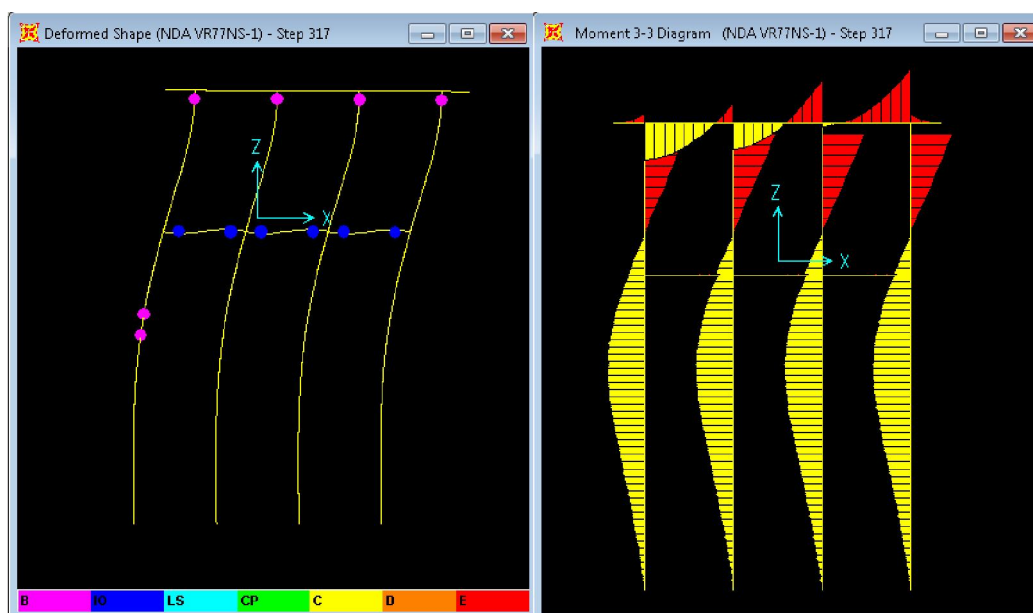 Deformed Shape (NDA VR77NS-1) - Step 317
Z
X
B IO LS CP C D E
Moment 3-3 Diagram (NDA VR77NS-1) - Step 317
Z
X